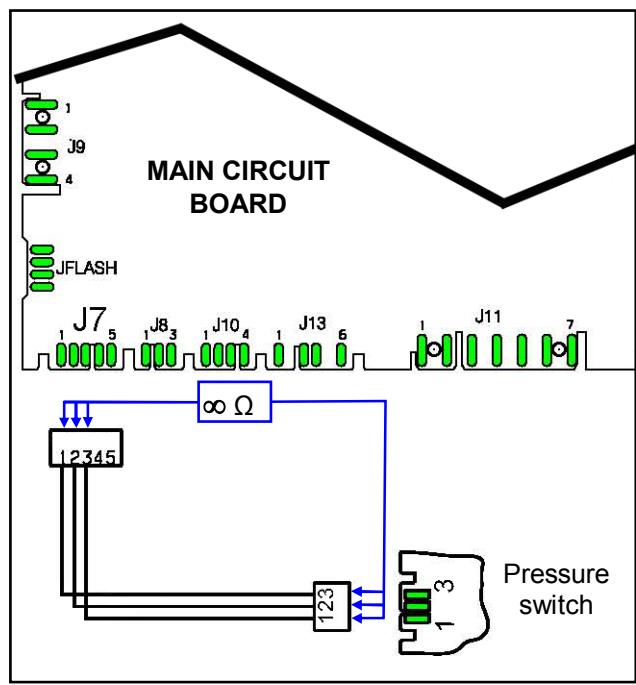 1
J9
4
MAIN CIRCUIT
BOARD
JFLASH
J7
1 5
J8
1 3
J10
1 4
J13
1 6
J11
1 7
∞ Ω
12345
123
3
1
Pressure
switch